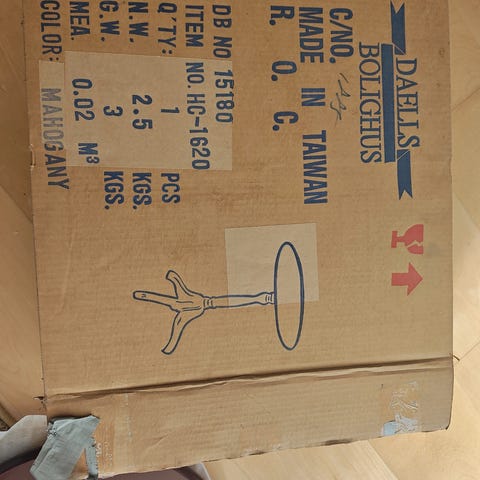 DAELLS
BOLIGHUS
C/NO.
MADE IN TAIWAN
R. O. C.
DB NO 15180
ITEM NO. HC-1620
Q'TY: 1 PCS
N.W. 2.5 KGS.
G.W. 3 KGS.
MEA. 0.02 M³
COLOR: MAHOGANY